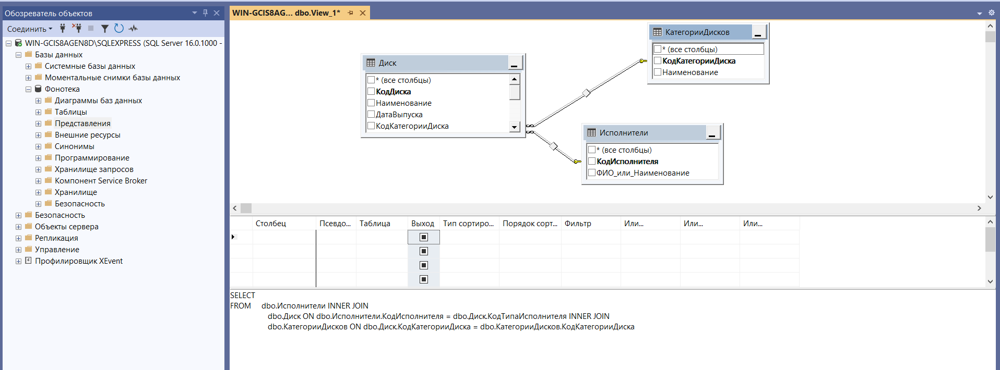 Обозреватель объектов
Соединить
WIN-GCIS8AGEN8D\SQLEXPRESS (SQL Server 16.0.1000 -
Базы данных
Системные базы данных
Моментальные снимки базы данных
Фонотека
Диаграммы баз данных
Таблицы
Представления
Внешние ресурсы
Синонимы
Программирование
Хранилище запросов
Компонент Service Broker
Хранилище
Безопасность
Безопасность
Объекты сервера
Репликация
Управление
Профилировщик XEvent
WIN-GCIS8AG... dbo.View_1*
Диск
* (все столбцы)
КодДиска
Наименование
ДатаВыпуска
КодКатегорииДиска
КатегорииДисков
* (все столбцы)
КодКатегорииДиска
Наименование
Исполнители
* (все столбцы)
КодИсполнителя
ФИО_или_Наименование
Столбец Псевдо... Таблица Выход Тип сортиро... Порядок сорт... Фильтр Или... Или... Или...
SELECT
FROM dbo.Исполнители INNER JOIN
dbo.Диск ON dbo.Исполнители.КодИсполнителя = dbo.Диск.КодТипаИсполнителя INNER JOIN
dbo.КатегорииДисков ON dbo.Диск.КодКатегорииДиска = dbo.КатегорииДисков.КодКатегорииДиска